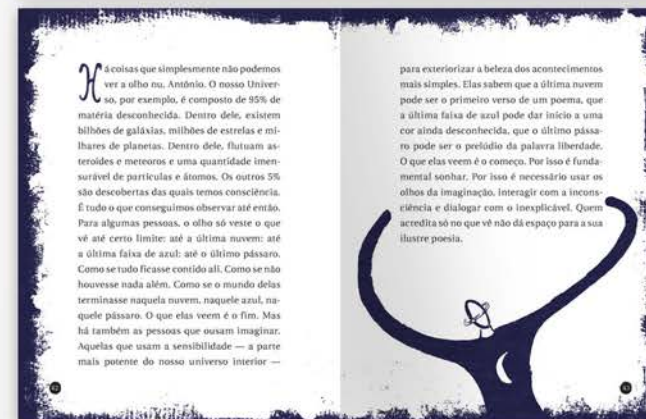 Há coisas que simplesmente não podemos
ver a olho nu, Antônio. O nosso Univer-
so, por exemplo, é composto de 95% de
matéria desconhecida. Dentro dele, existem
bilhões de galáxias, milhões de estrelas e mi-
lhares de planetas. Dentro dele, flutuam as-
teroides e meteoros e uma quantidade imen-
surável de partículas e átomos. Os outros 5%
são descobertas das quais temos consciência.
É tudo o que conseguimos observar até então.
Para algumas pessoas, o olho só veste o que
vê até certo limite: até a última nuvem: até
a última faixa de azul: até o último pássaro.
Como se tudo ficasse contido ali. Como se não
houvesse nada além. Como se o mundo delas
terminasse naquela nuvem, naquele azul, na-
quele pássaro. O que elas veem é o fim. Mas
há também as pessoas que ousam imaginar.
Aquelas que usam a sensibilidade — a parte
mais potente do nosso universo interior —
62
para exteriorizar a beleza dos acontecimentos
mais simples. Elas sabem que a última nuvem
pode ser o primeiro verso de um poema, que
a última faixa de azul pode dar início a uma
cor ainda desconhecida, que o último pássa-
ro pode ser o prelúdio da palavra liberdade.
O que elas veem é o começo. Por isso é funda-
mental sonhar. Por isso é necessário usar os
olhos da imaginação, interagir com a incons-
ciência e dialogar com o inexplicável. Quem
acredita só no que vê não dá espaço para a sua
ilustre poesia.
63